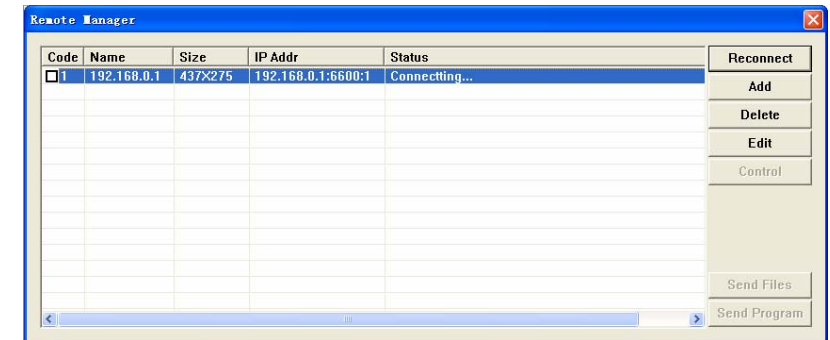 Remote Manager
Code Name Size IP Addr Status
1 192.168.0.1 437X275 192.168.0.1:6600:1 Connectting...
Reconnect
Add
Delete
Edit
Control
Send Files
Send Program